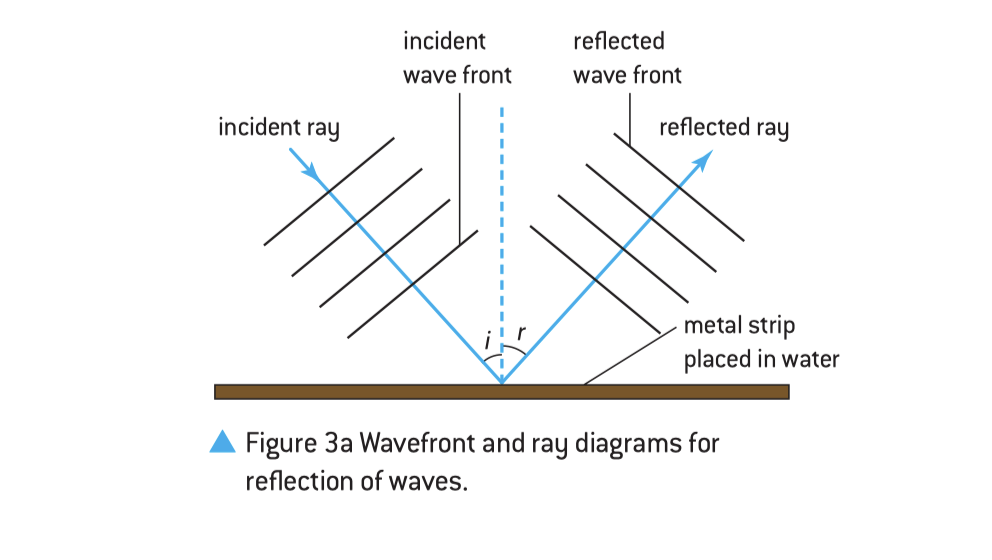 incident
wave front
reflected
wave front
incident ray
reflected ray
i
r
metal strip
placed in water
Figure 3a Wavefront and ray diagrams for
reflection of waves.